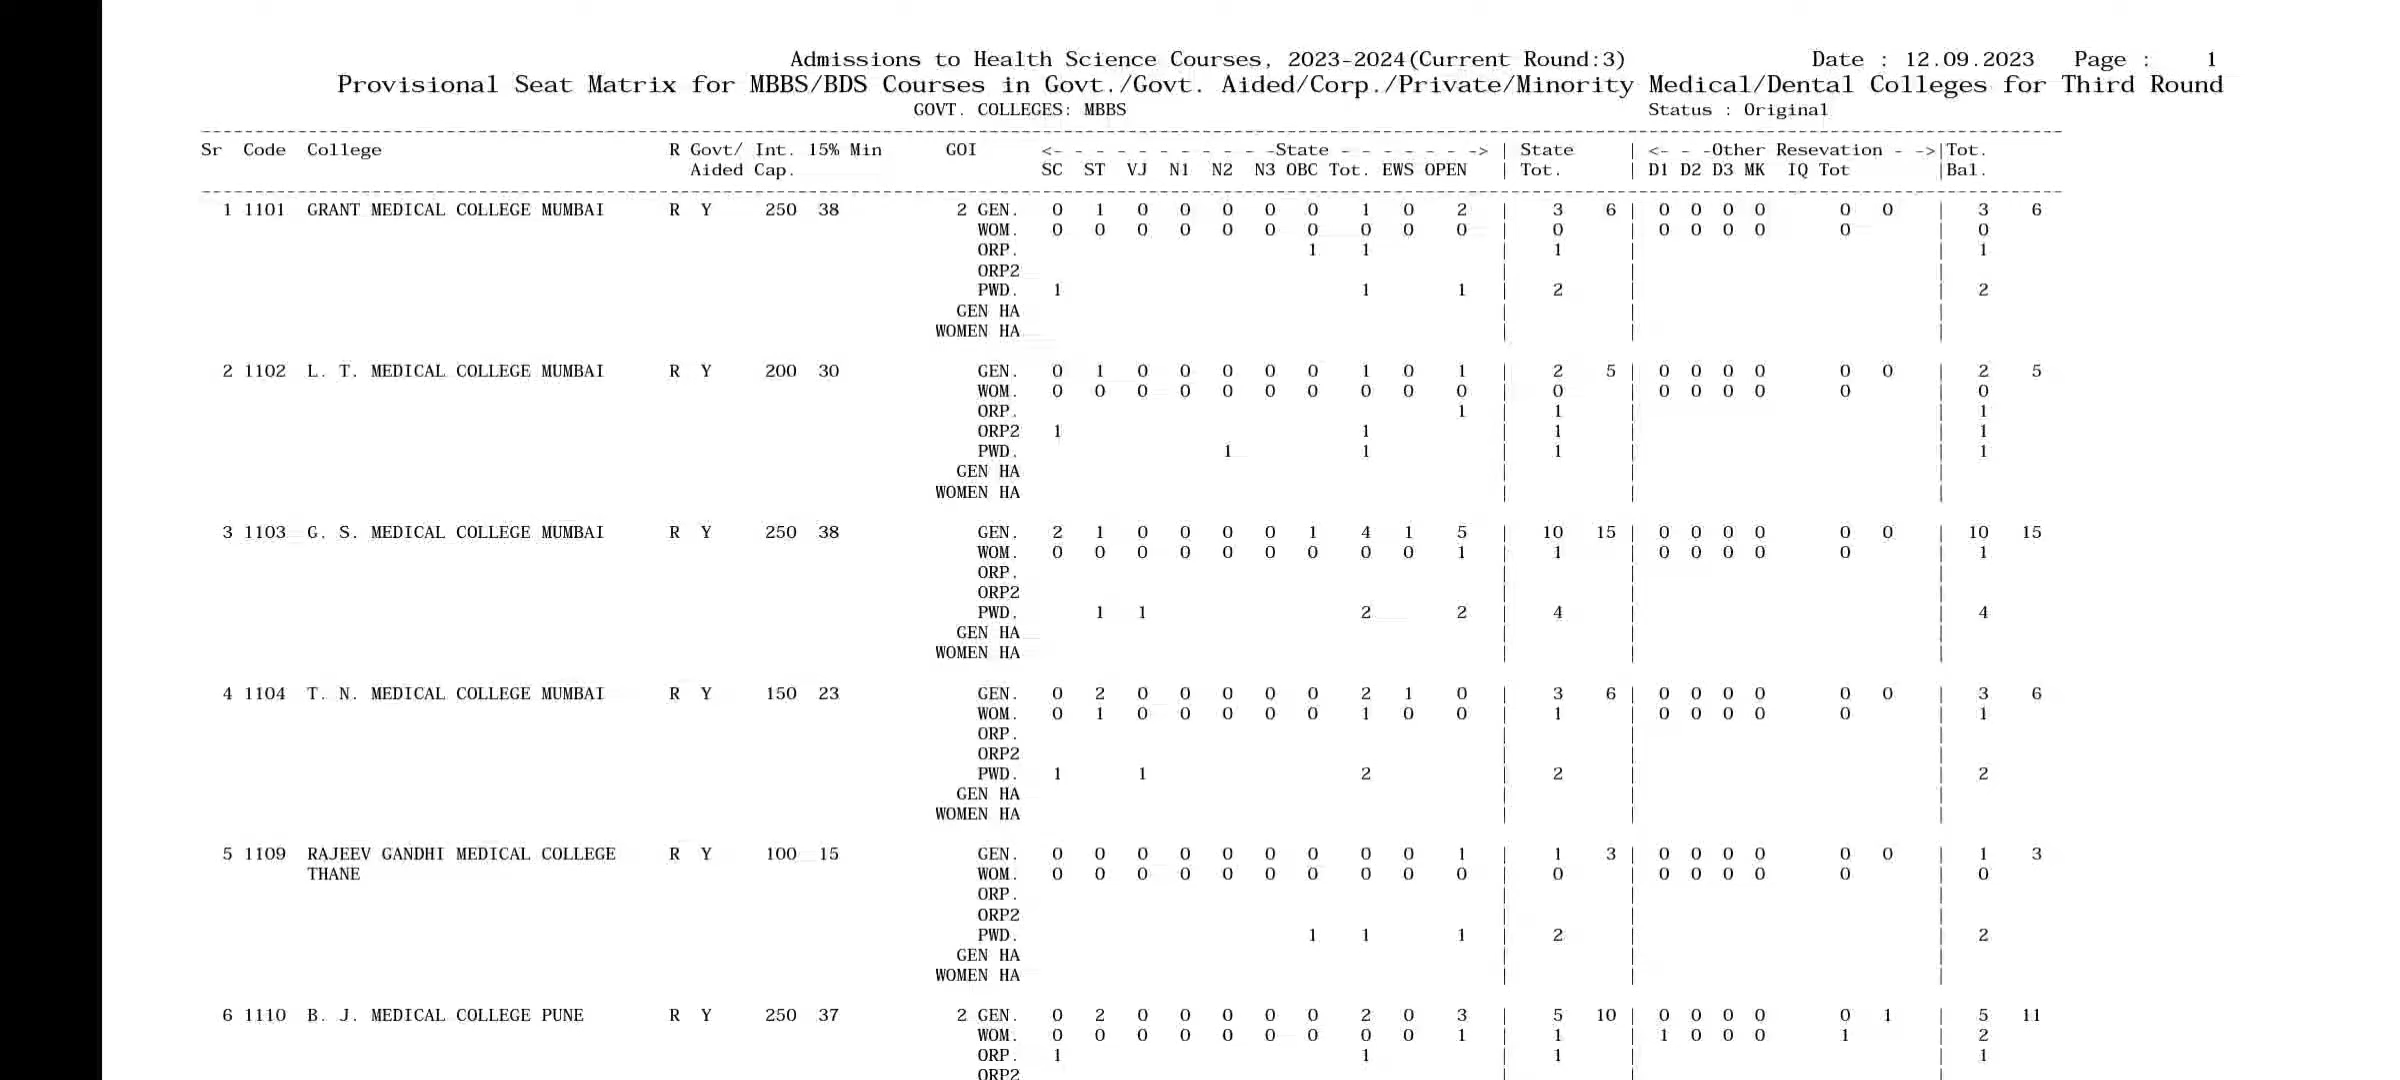 Admissions to Health Science Courses, 2023-2024(Current Round:3) Date : 12.09.2023 Page : 1
Provisional Seat Matrix for MBBS/BDS Courses in Govt./Govt. Aided/Corp./Private/Minority Medical/Dental Colleges for Third Round
GOVT. COLLEGES: MBBS Status : Original
Sr Code College R Govt/ Int. 15% Min GOI <- - - - - - - - - - -State - - - - - - -> | State | <- - -Other Resevation - ->|Tot.
Aided Cap. SC ST VJ N1 N2 N3 OBC Tot. EWS OPEN | Tot. | D1 D2 D3 MK IQ Tot |Bal.
1 1101 GRANT MEDICAL COLLEGE MUMBAI R Y 250 38 2 GEN. 0 1 0 0 0 0 0 1 0 2 | 3 6 | 0 0 0 0 0 0 | 3 6
WOM. 0 0 0 0 0 0 0 0 0 0 | 0 | 0 0 0 0 0 | 0
ORP. 1 1 | 1 | | 1
ORP2 | | |
PWD. 1 1 1 | 2 | | 2
GEN HA | | |
WOMEN HA | | |
2 1102 L. T. MEDICAL COLLEGE MUMBAI R Y 200 30 GEN. 0 1 0 0 0 0 0 1 0 1 | 2 5 | 0 0 0 0 0 0 | 2 5
WOM. 0 0 0 0 0 0 0 0 0 0 | 0 | 0 0 0 0 0 | 0
ORP. 1 | 1 | | 1
ORP2 1 1 | 1 | | 1
PWD. 1 1 | 1 | | 1
GEN HA | | |
WOMEN HA | | |
3 1103 G. S. MEDICAL COLLEGE MUMBAI R Y 250 38 GEN. 2 1 0 0 0 0 1 4 1 5 | 10 15 | 0 0 0 0 0 0 | 10 15
WOM. 0 0 0 0 0 0 0 0 0 1 | 1 | 0 0 0 0 0 | 1
ORP. | | |
ORP2 | | |
PWD. 1 1 2 2 | 4 | | 4
GEN HA | | |
WOMEN HA | | |
4 1104 T. N. MEDICAL COLLEGE MUMBAI R Y 150 23 GEN. 0 2 0 0 0 0 0 2 1 0 | 3 6 | 0 0 0 0 0 0 | 3 6
WOM. 0 1 0 0 0 0 0 1 0 0 | 1 | 0 0 0 0 0 | 1
ORP. | | |
ORP2 | | |
PWD. 1 1 2 | 2 | | 2
GEN HA | | |
WOMEN HA | | |
5 1109 RAJEEV GANDHI MEDICAL COLLEGE R Y 100 15 GEN. 0 0 0 0 0 0 0 0 0 1 | 1 3 | 0 0 0 0 0 0 | 1 3
THANE WOM. 0 0 0 0 0 0 0 0 0 0 | 0 | 0 0 0 0 0 | 0
ORP. | | |
ORP2 | | |
PWD. 1 1 1 | 2 | | 2
GEN HA | | |
WOMEN HA | | |
6 1110 B. J. MEDICAL COLLEGE PUNE R Y 250 37 2 GEN. 0 2 0 0 0 0 0 2 0 3 | 5 10 | 0 0 0 0 0 1 | 5 11
WOM. 0 0 0 0 0 0 0 0 0 1 | 1 | 1 0 0 0 1 | 2
ORP. 1 1 | 1 | | 1
ORP2 | | |